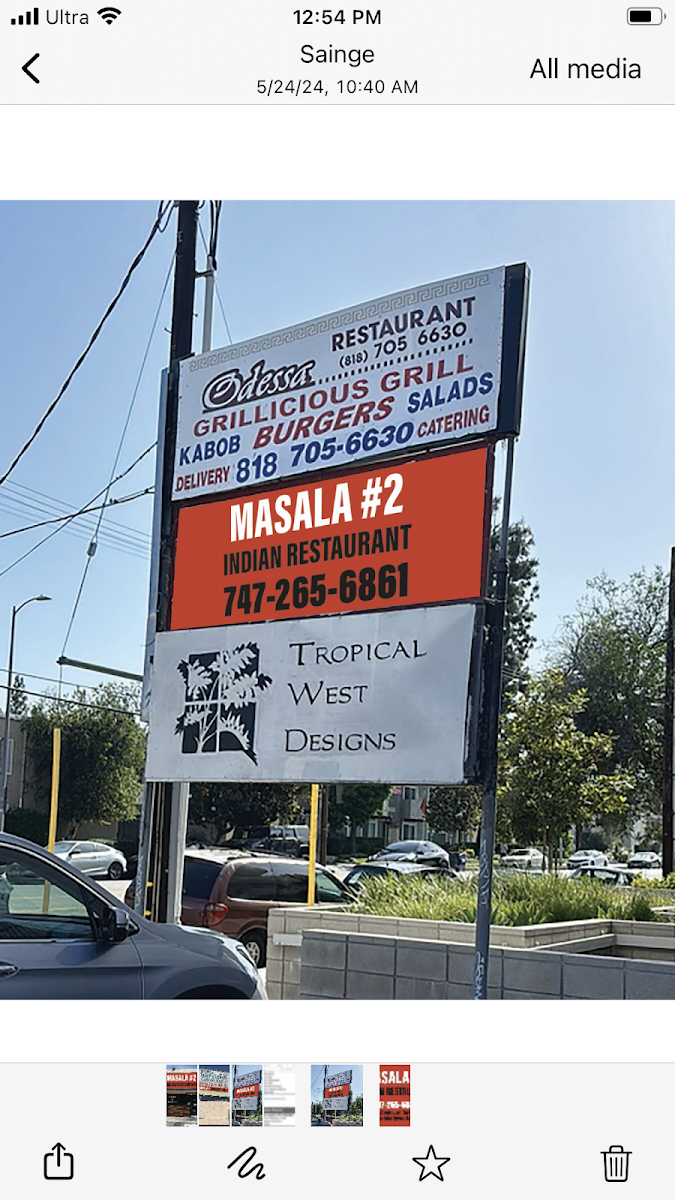 Ultra
12:54 PM
Sainge
5/24/24, 10:40 AM
All media
Odessa
RESTAURANT
(818) 705 6630
GRILLICIOUS GRILL
KABOB BURGERS SALADS
DELIVERY 818 705-6630 CATERING
MASALA #2
INDIAN RESTAURANT
747-265-6861
TROPICAL
WEST
DESIGNS
MASALA #2